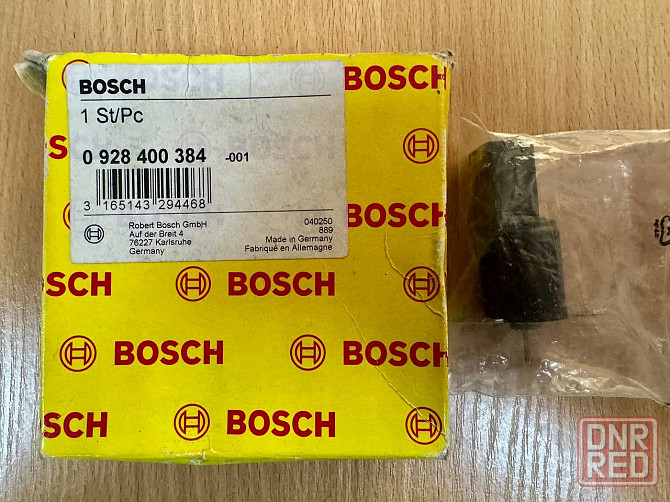 BOSCH
1 St/Pc
0 928 400 384 -001
3 165143 294468
Robert Bosch GmbH
Auf der Breit 4
76227 Karlsruhe
Germany
040250
889
Made in Germany
Fabriqué en Allemagne
BOSCH
BOSCH
BOSCH
BOSCH
BOSCH
BOSCH
BOSCH
BOSCH
BOSCH
DNR
RED